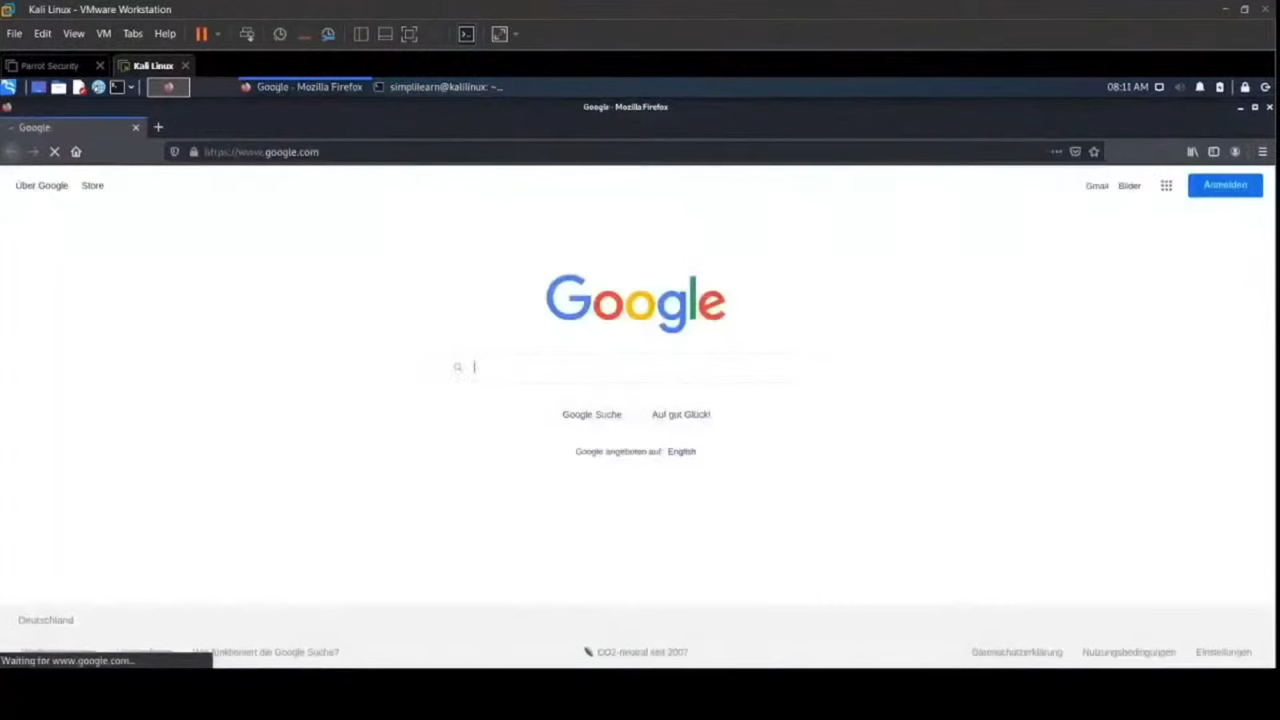 Kali Linux - VMware Workstation
File Edit View VM Tabs Help
Parrot Security Kali Linux
Google - Mozilla Firefox simplilearn@kalilinux: ~... 08:11 AM
Google - Mozilla Firefox
Google
https://www.google.com
Über Google Store Gmail Bilder Anmelden
Google
Google Suche Auf gut Glück!
Google angeboten auf: English
Deutschland
funktioniert die Google Suche? CO2-neutral seit 2007 Datenschutzerklärung Nutzungsbedingungen Einstellungen
Waiting for www.google.com...